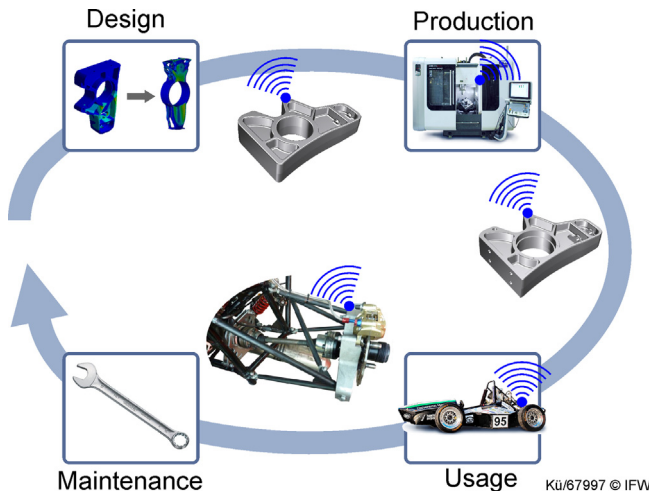 Design
Production
95
Maintenance
Usage
Kü/67997 © IFW